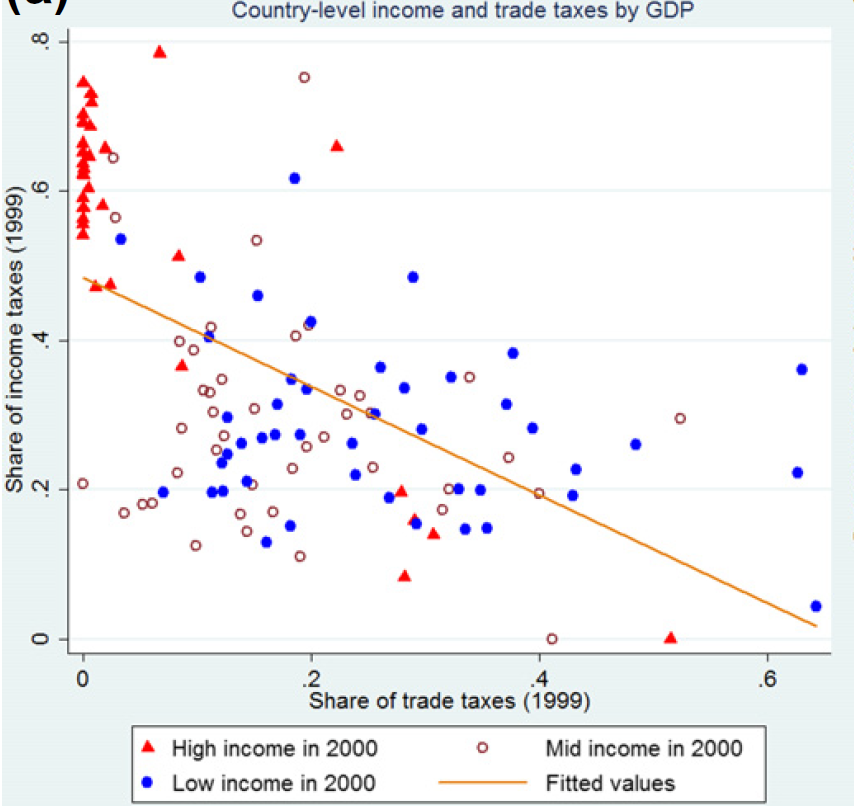 (a)
Country-level income and trade taxes by GDP
Share of income taxes (1999)
.8
.6
.4
.2
0
0 .2 .4 .6
Share of trade taxes (1999)
High income in 2000 Mid income in 2000
Low income in 2000 Fitted values